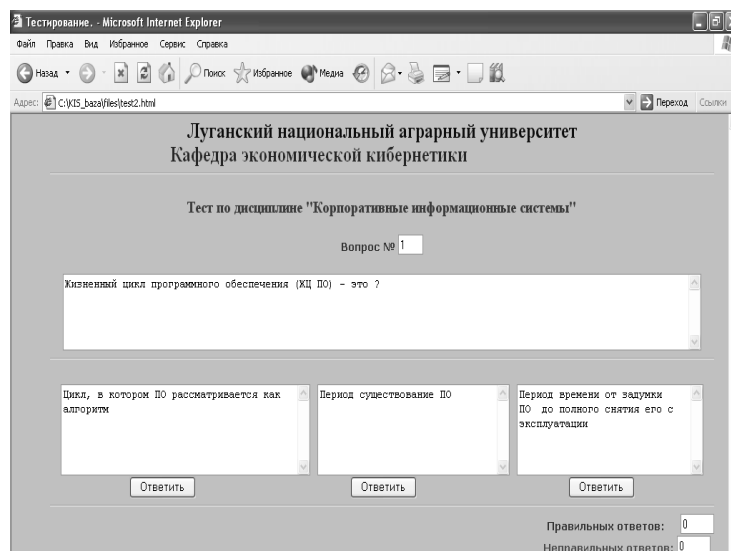 Тестирование. - Microsoft Internet Explorer
Файл Правка Вид Избранное Сервис Справка
Назад Поиск Избранное Медиа
Адрес: C:\KIS_baza\files\test2.html Переход Ссылки
Луганский национальный аграрный университет
Кафедра экономической кибернетики
Тест по дисциплине "Корпоративные информационные системы"
Вопрос № 1
Жизненный цикл программного обеспечения (ЖЦ ПО) - это ?
Цикл, в котором ПО рассматривается как
алгоритм
Период существование ПО
Период времени от задумки
ПО до полного снятия его с
эксплуатации
Ответить Ответить Ответить
Правильных ответов: 0
Неправильных ответов: 0